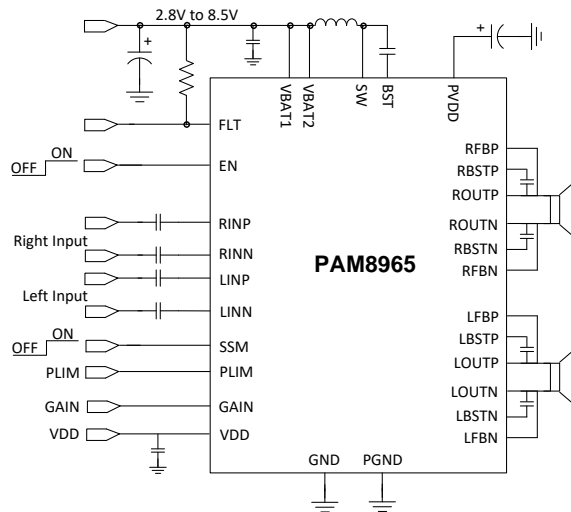 2.8V to 8.5V
+
+
VBAT1
VBAT2
SW
BST
PVDD
FLT
ON
OFF
EN
RINP
Right Input
RINN
LINP
Left Input
LINN
ON
OFF
SSM
PLIM
PLIM
GAIN
GAIN
VDD
VDD
PAM8965
RFBP
RBSTP
ROUTP
ROUTN
RBSTN
RFBN
LFBP
LBSTP
LOUTP
LOUTN
LBSTN
LFBN
GND
PGND